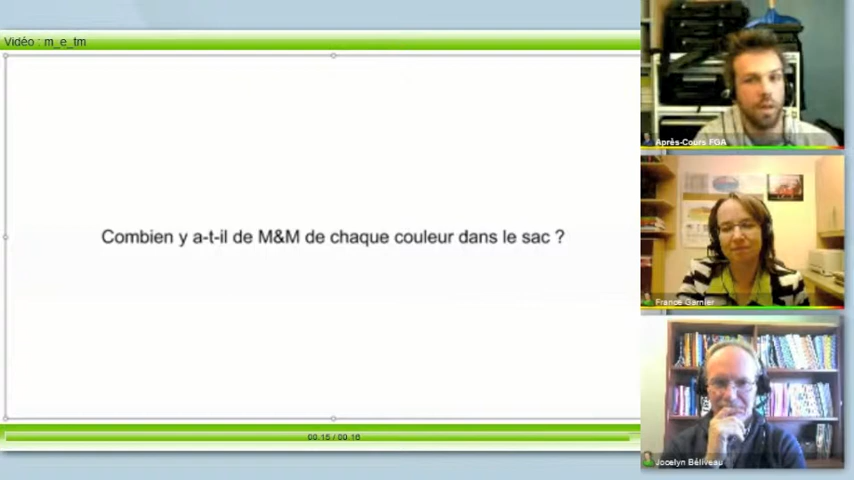 Vidéo : m_e_tm
Combien y a-t-il de M&M de chaque couleur dans le sac ?
00.15 / 00.16
Après-Cours FGA
France Garnier
Jocelyn Béliveau